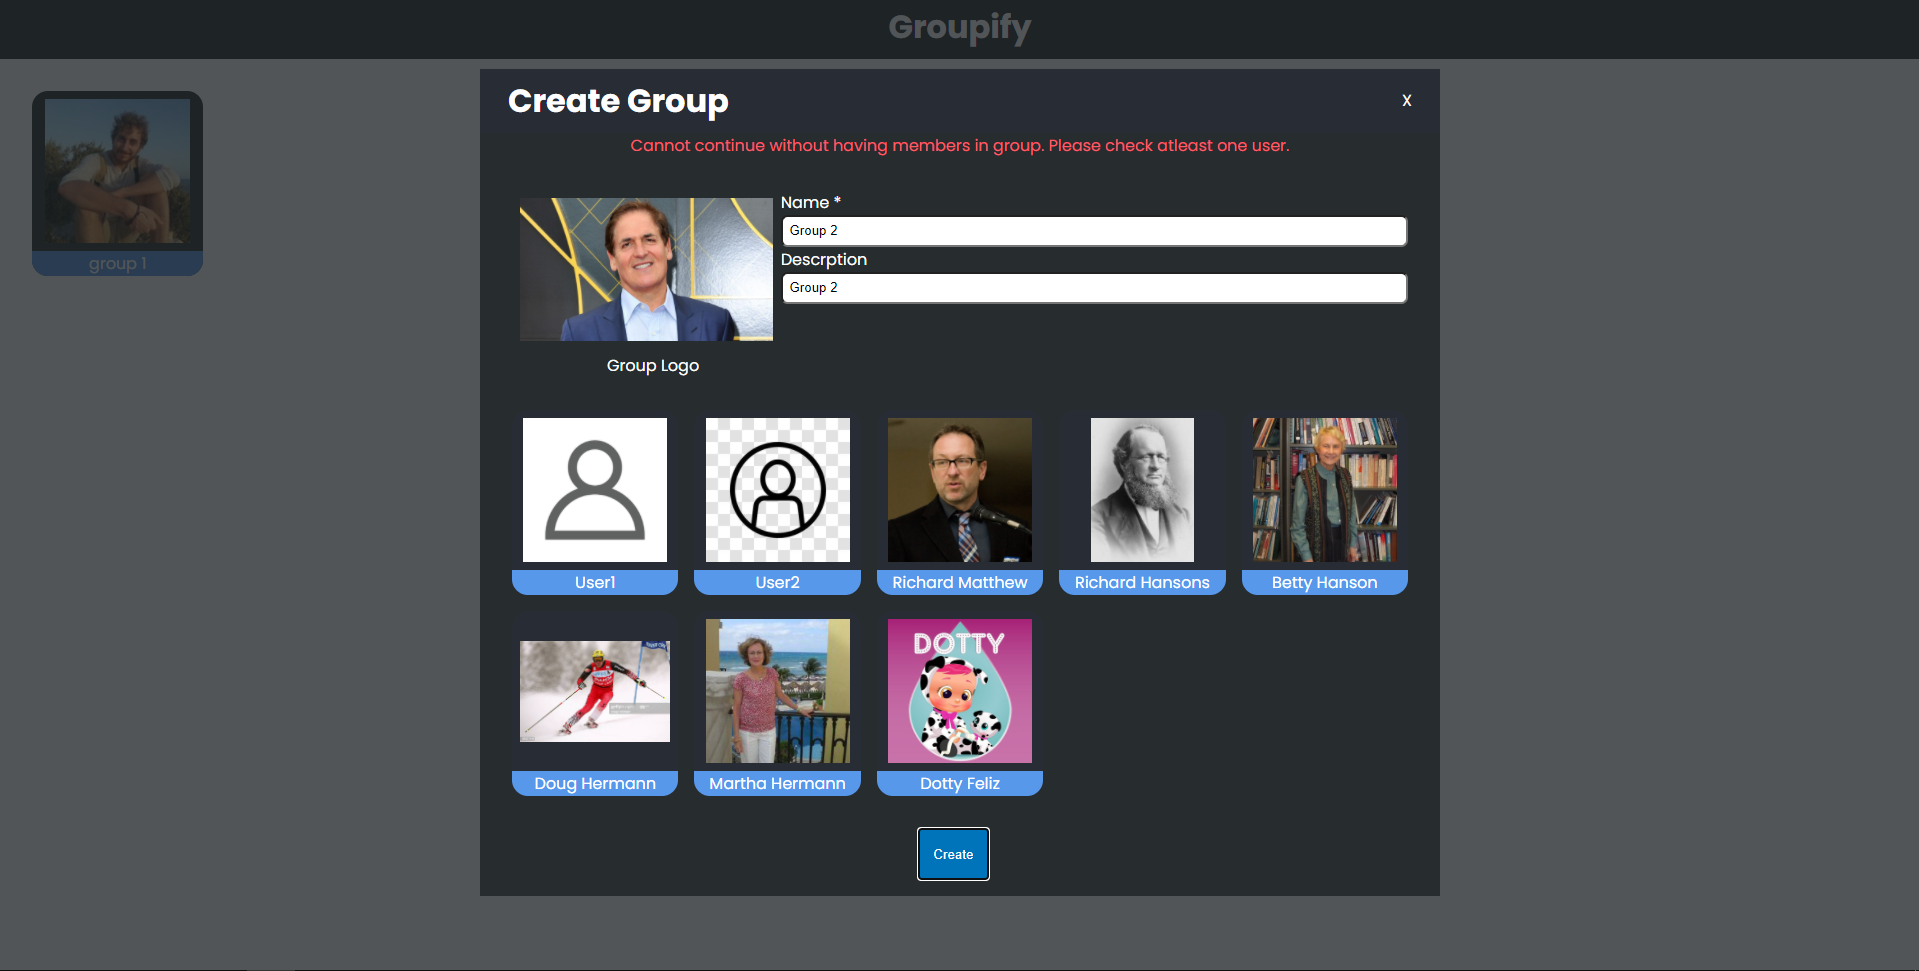 Groupify
Create Group
X
Cannot continue without having members in group. Please check atleast one user.
group 1
Name *
Group 2
Descrption
Group 2
Group Logo
User1
User2
Richard Matthew
Richard Hansons
Betty Hanson
DOTTY
Doug Hermann
Martha Hermann
Dotty Feliz
Create